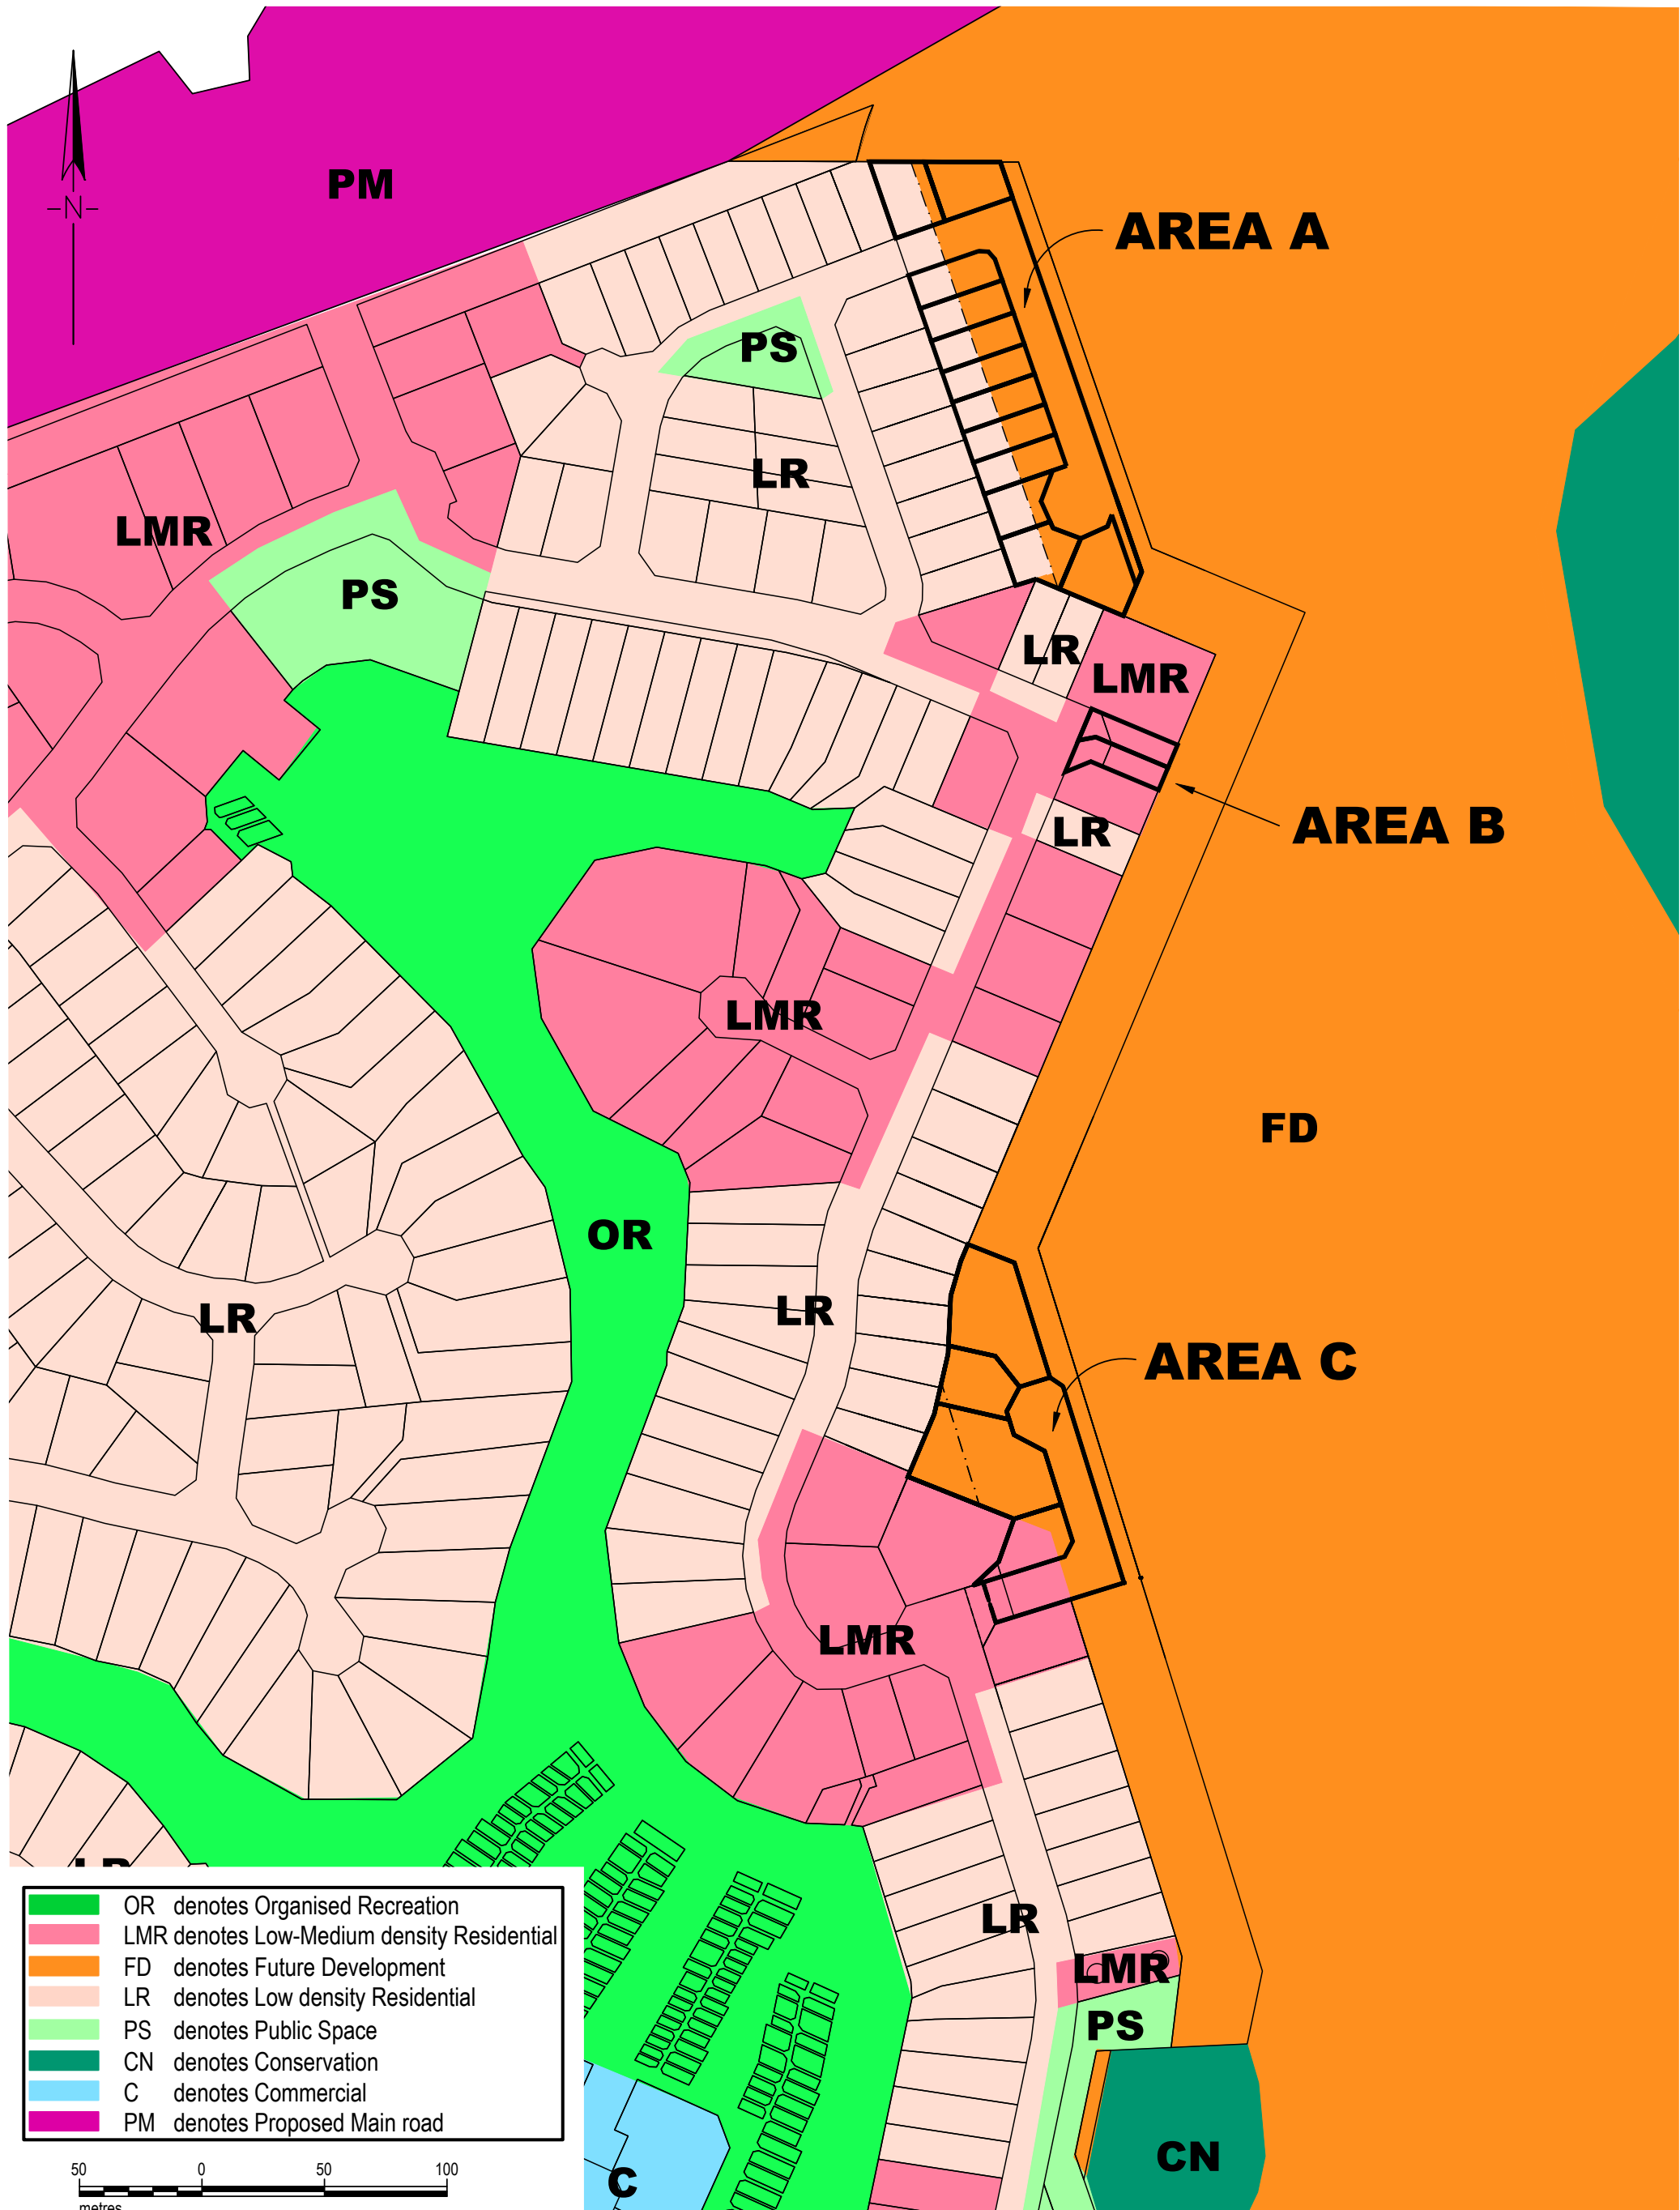 PM
N
AREA A
PS
LR
LMR
PS
LR
LMR
AREA B
LR
LMR
FD
OR
LR
LR
AREA C
LMR
LR
LR
LMR
PS
CN
C
OR denotes Organised Recreation
LMR denotes Low-Medium density Residential
FD denotes Future Development
LR denotes Low density Residential
PS denotes Public Space
CN denotes Conservation
C denotes Commercial
PM denotes Proposed Main road
50 0 50 100
metres